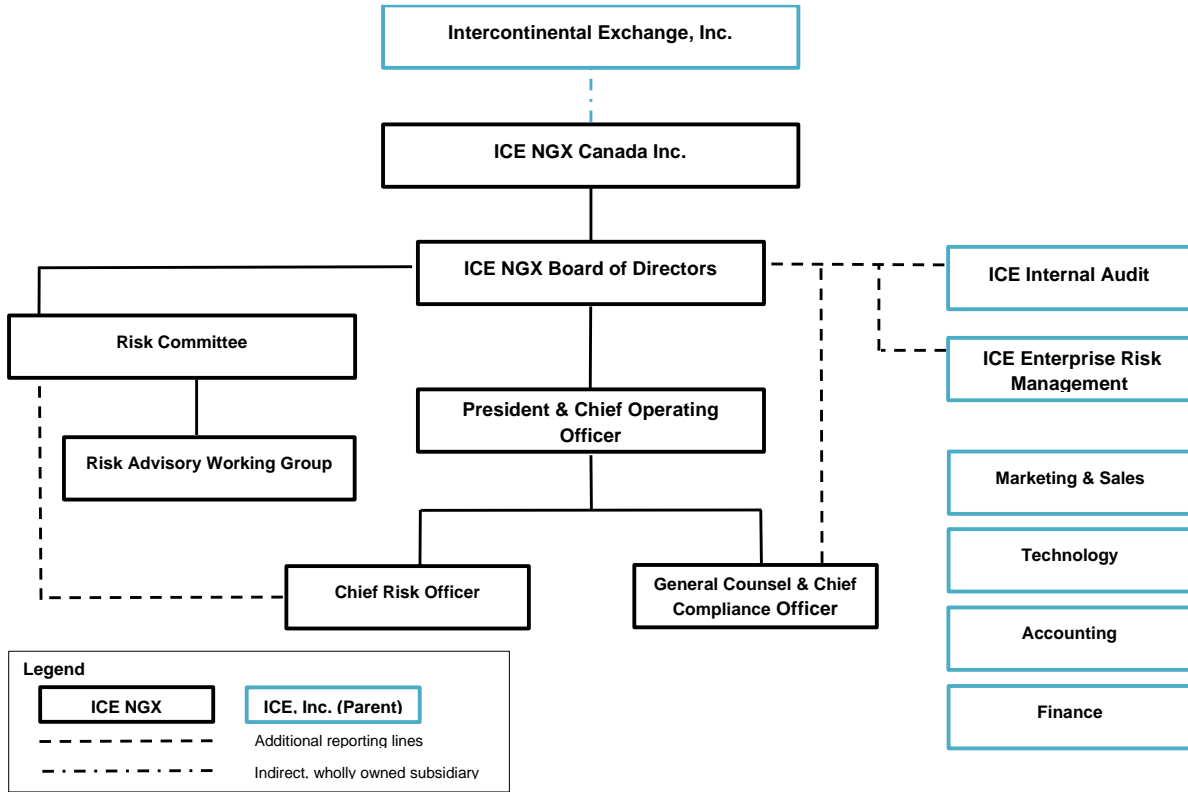 Intercontinental Exchange, Inc.
ICE NGX Canada Inc.
ICE NGX Board of Directors
ICE Internal Audit
Risk Committee
ICE Enterprise Risk
Management
President & Chief Operating
Officer
Risk Advisory Working Group
Marketing & Sales
Technology
Chief Risk Officer
General Counsel & Chief
Compliance Officer
Accounting
Finance
Legend
ICE NGX
ICE, Inc. (Parent)
Additional reporting lines
Indirect, wholly owned subsidiary